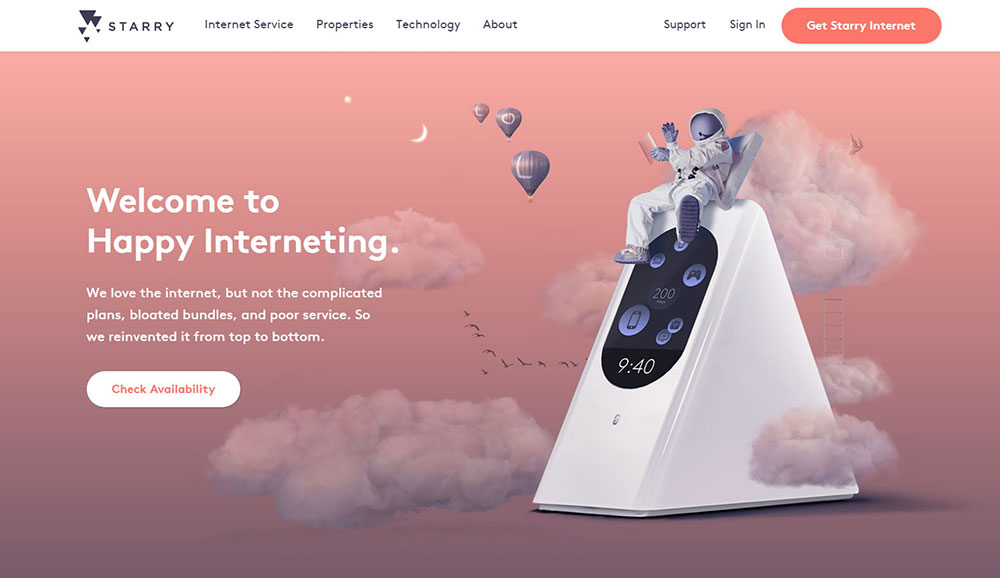 STARRY
Internet Service
Properties
Technology
About
Support
Sign In
Get Starry Internet
L
O
L
Welcome to
Happy Interneting.
We love the internet, but not the complicated
plans, bloated bundles, and poor service. So
we reinvented it from top to bottom.
Check Availability
200
Mbps
9:40